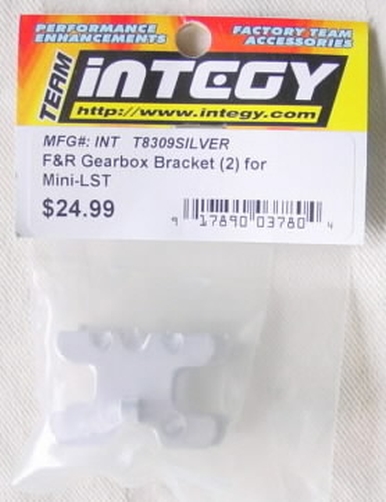 PERFORMANCE
ENHANCEMENTS
FACTORY TEAM
ACCESSORIES
TEAM
iNTEGY
http://www.integy.com
MFG#: INT T8309SILVER
F&R Gearbox Bracket (2) for
Mini-LST
$24.99
9 17890 03780 4